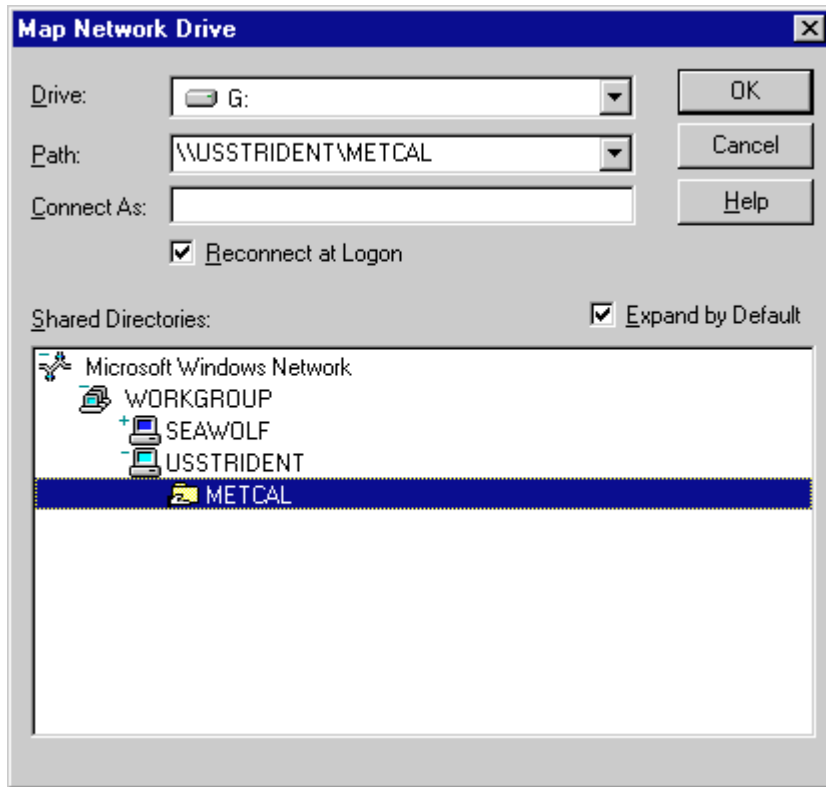 Map Network Drive
Drive: G: OK
Path: \\USSTRIDENT\METCAL Cancel
Connect As: Help
Reconnect at Logon
Shared Directories: Expand by Default
Microsoft Windows Network
WORKGROUP
SEAWOLF
USSTRIDENT
METCAL